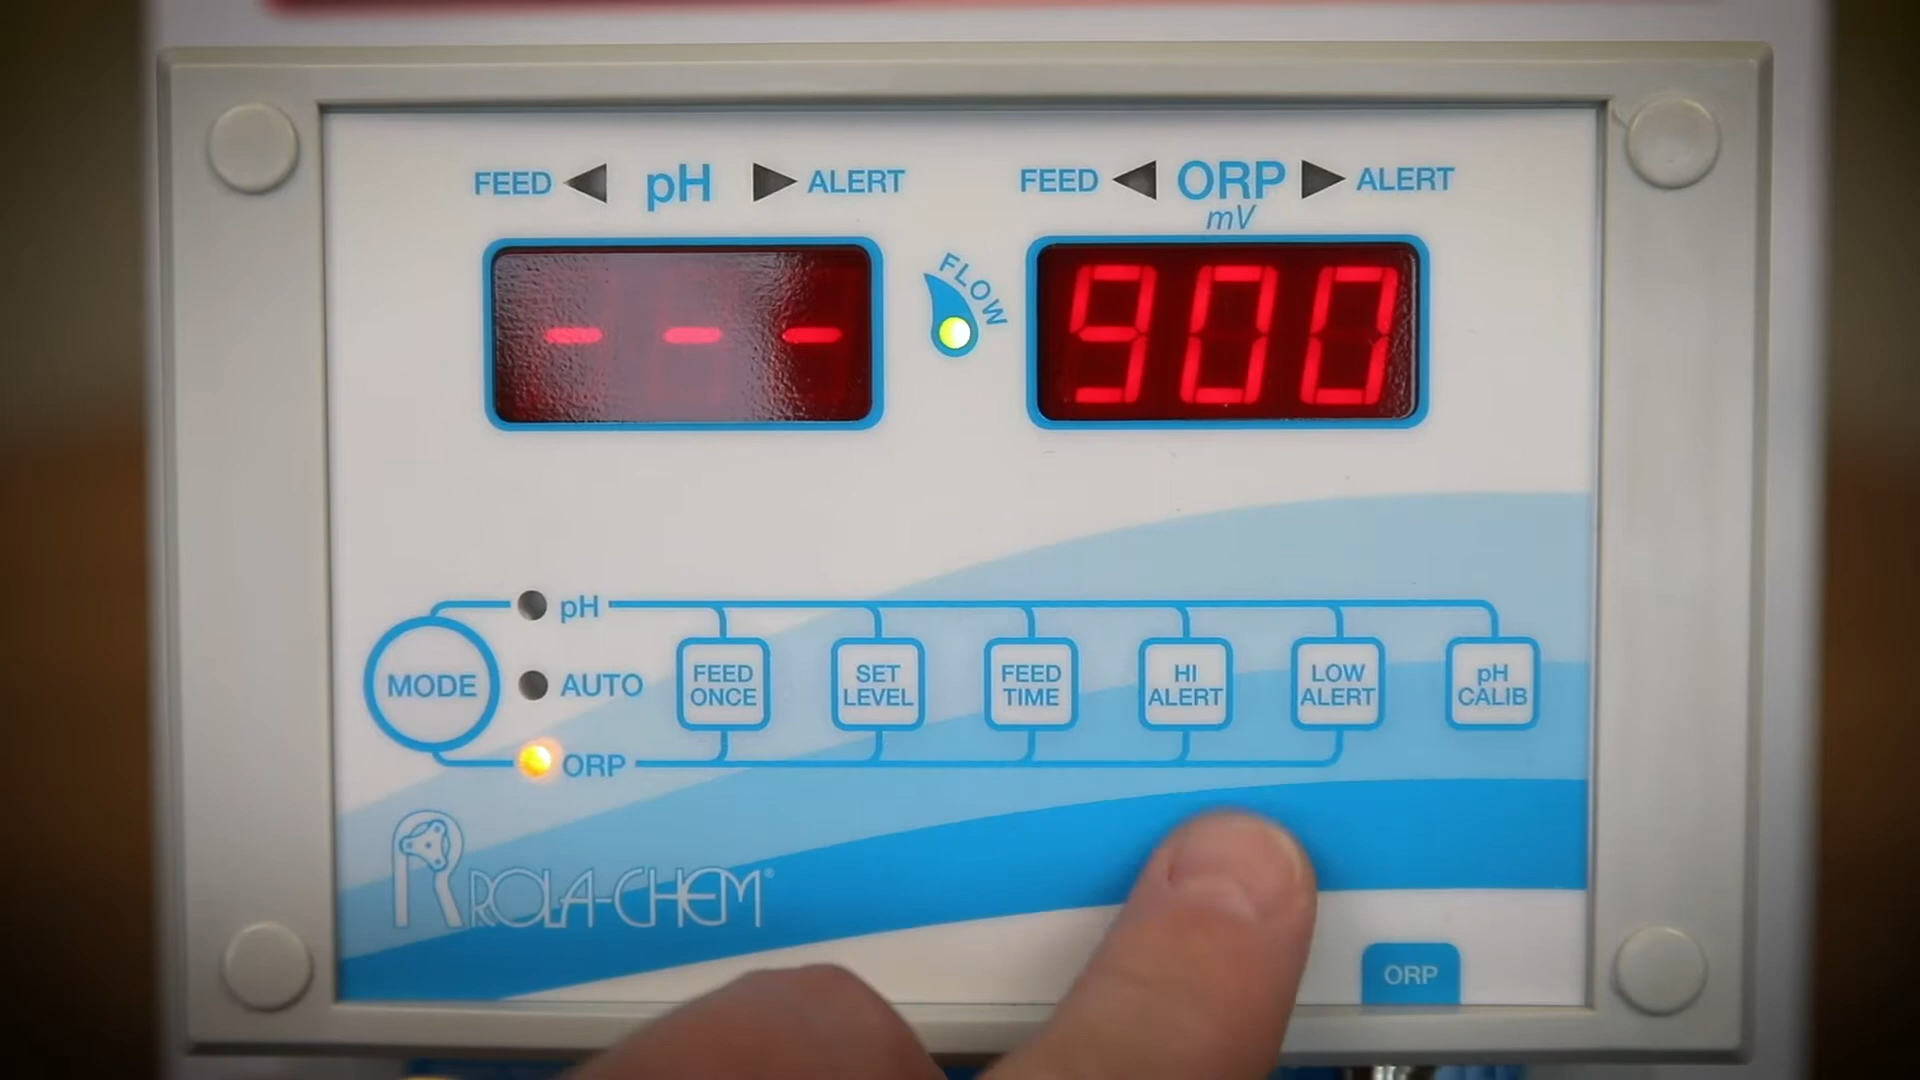 FEED pH ALERT
FEED ORP ALERT
mV
FLOW
- - -
900
pH
MODE
AUTO
ORP
FEED ONCE
SET LEVEL
FEED TIME
HI ALERT
LOW ALERT
pH CALIB
ROLA-CHEM®
ORP